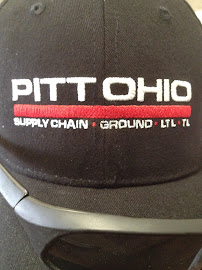 PITT OHIO
SUPPLY CHAIN • GROUND • LTL • TL